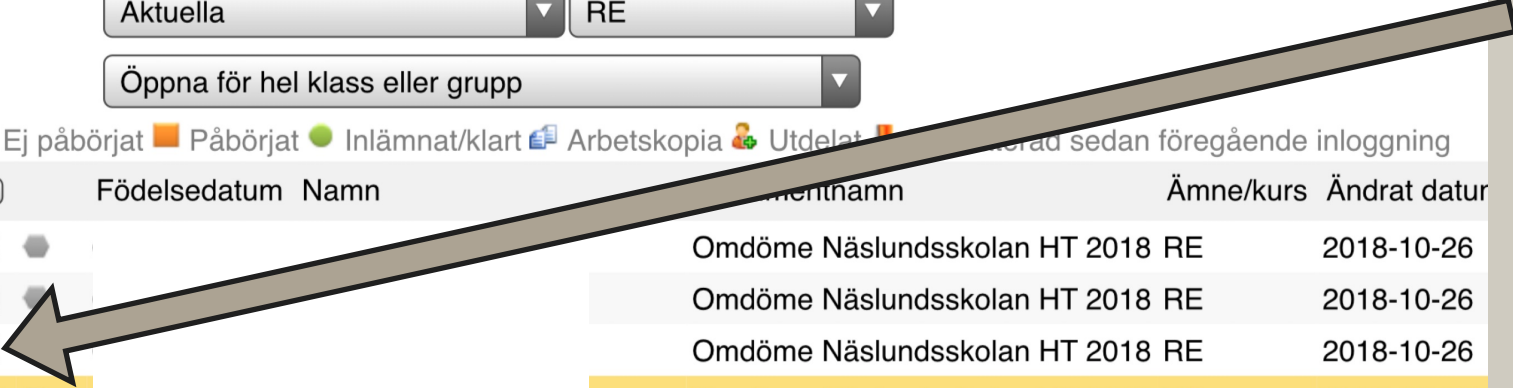 Aktuella RE
Öppna för hel klass eller grupp
Ej påbörjat Påbörjat Inlämnat/klart Arbetskopia Utdelat sedan föregående inloggning
Födelsedatum Namn Ämne/kurs Ändrat
Omdöme Näslundsskolan HT 2018 RE 2018-10-26
Omdöme Näslundsskolan HT 2018 RE 2018-10-26
Omdöme Näslundsskolan HT 2018 RE 2018-10-26